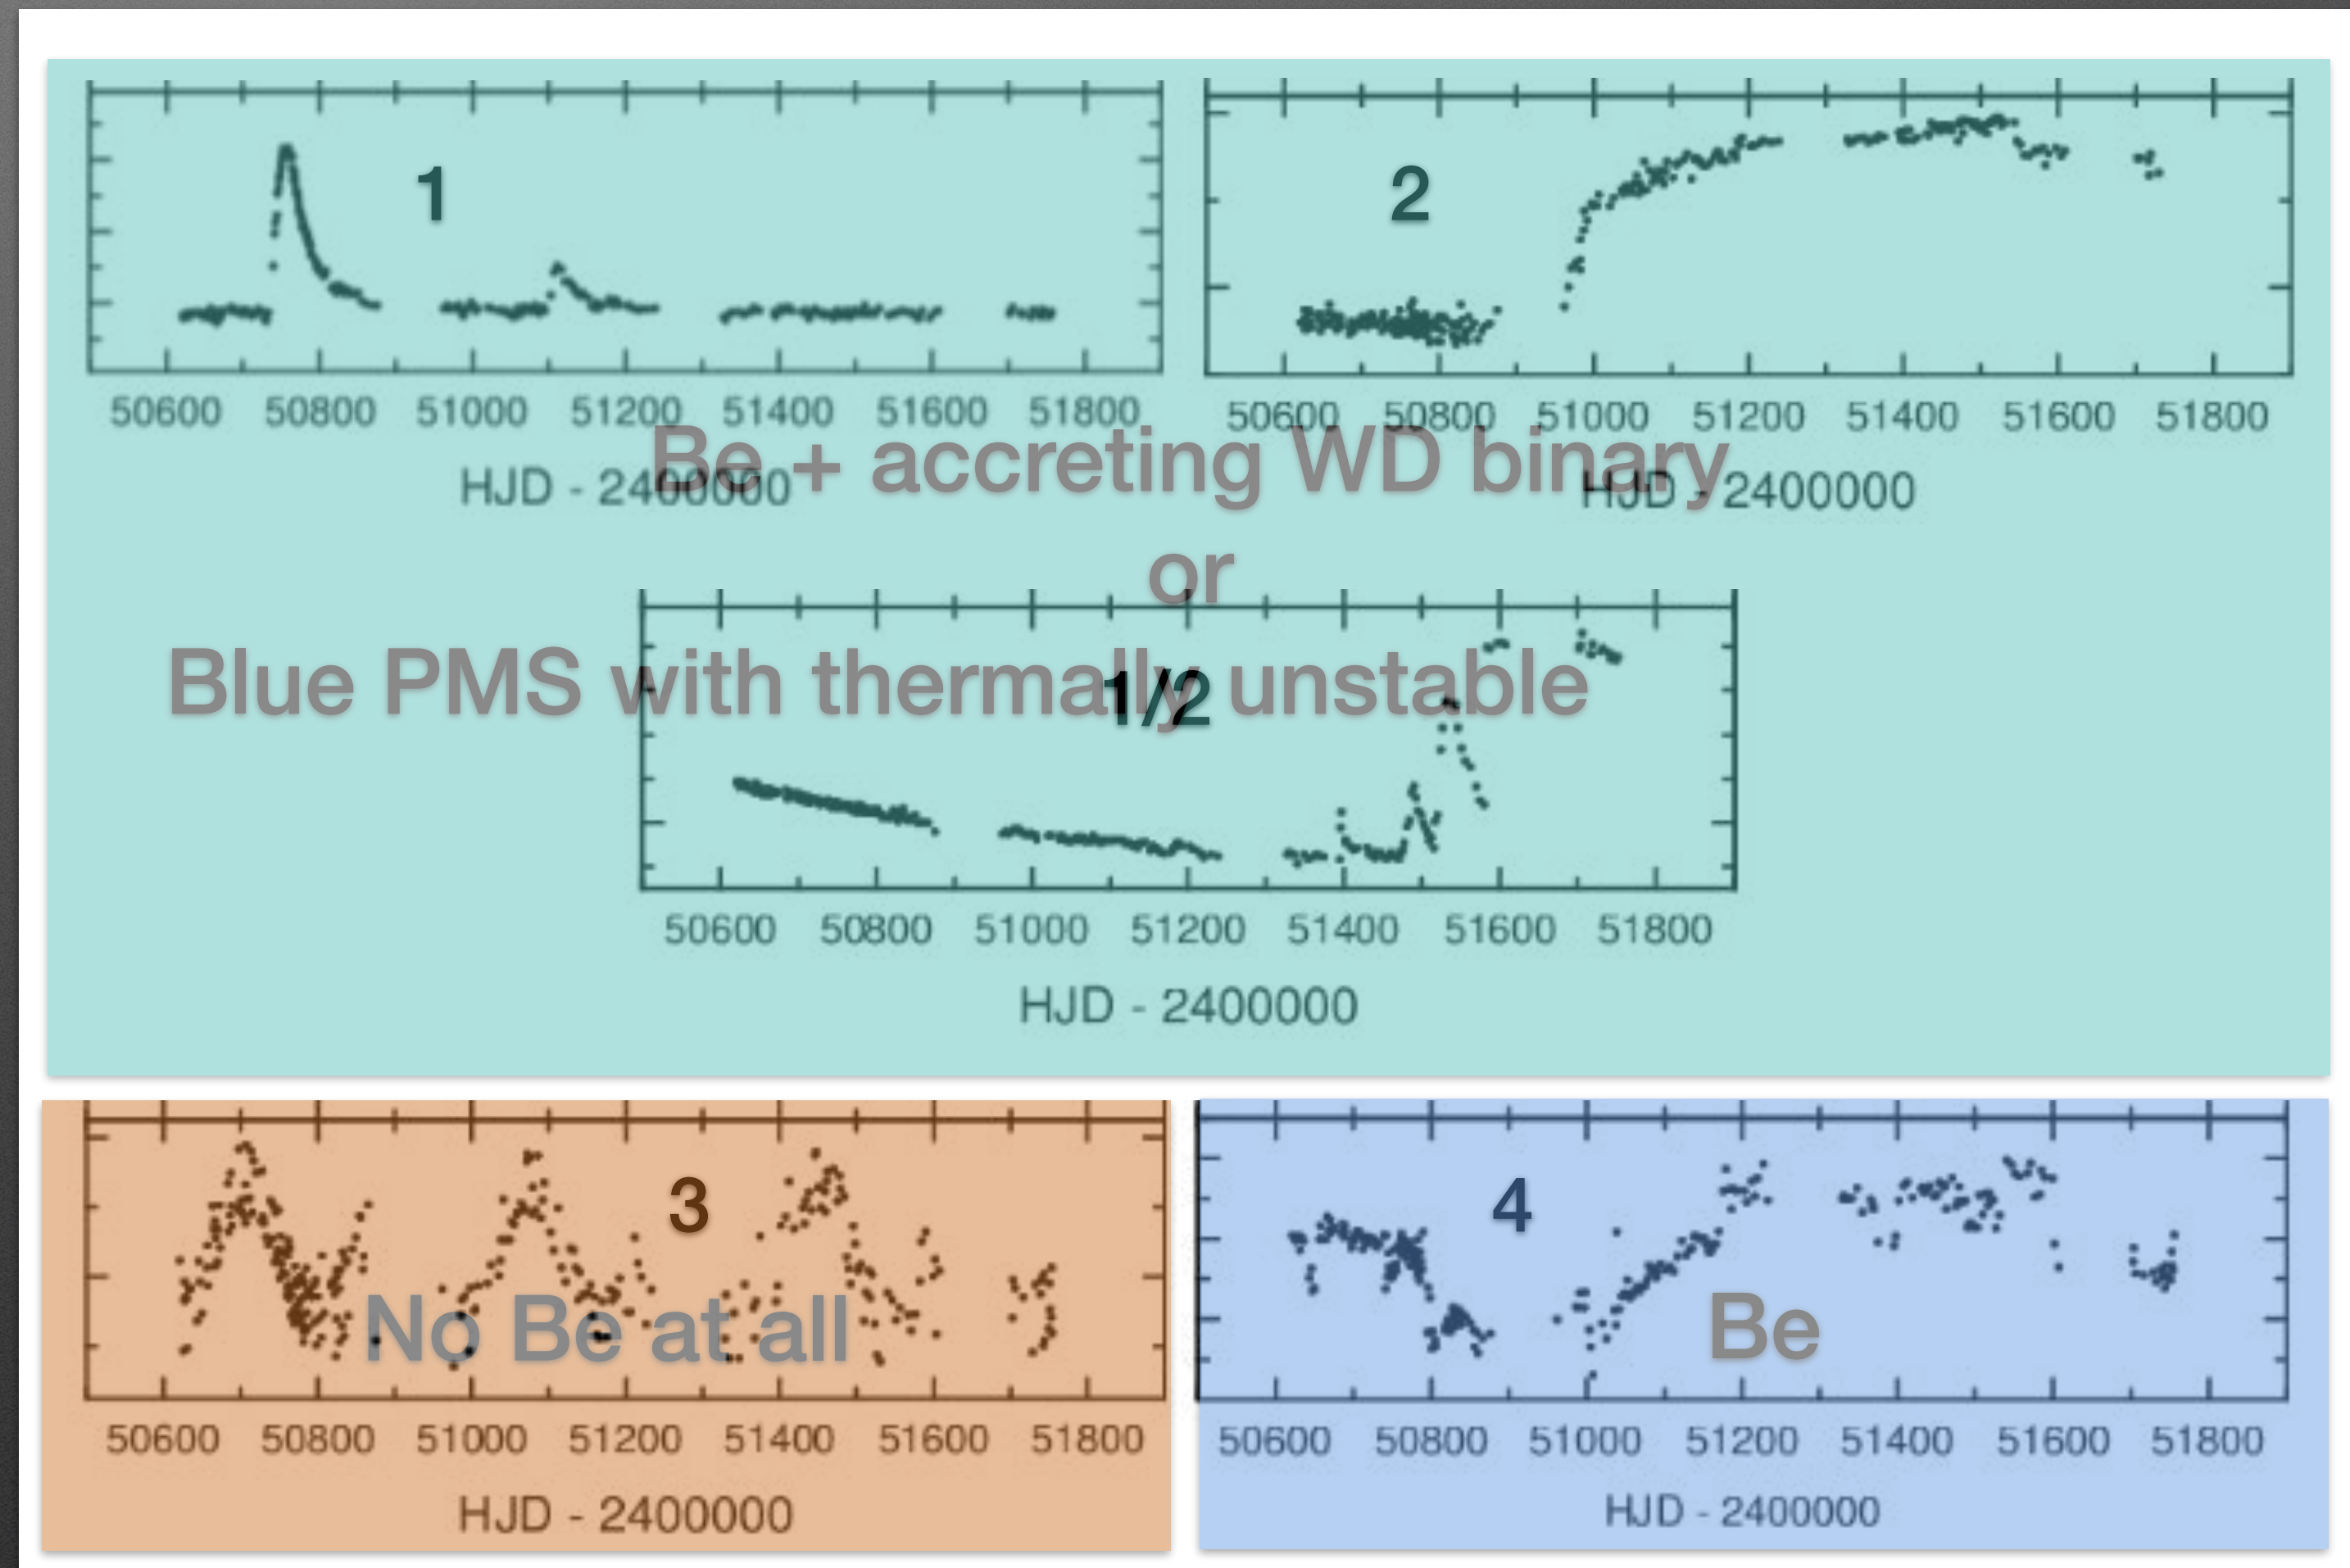 1
2
50600 50800 51000 51200 51400 51600 51800
50600 50800 51000 51200 51400 51600 51800
HJD - 2400000
HJD - 2400000
Be + accreting WD binary
or
Blue PMS with thermally unstable
1/2
50600 50800 51000 51200 51400 51600 51800
HJD - 2400000
3
No Be at all
50600 50800 51000 51200 51400 51600 51800
HJD - 2400000
4
Be
50600 50800 51000 51200 51400 51600 51800
HJD - 2400000